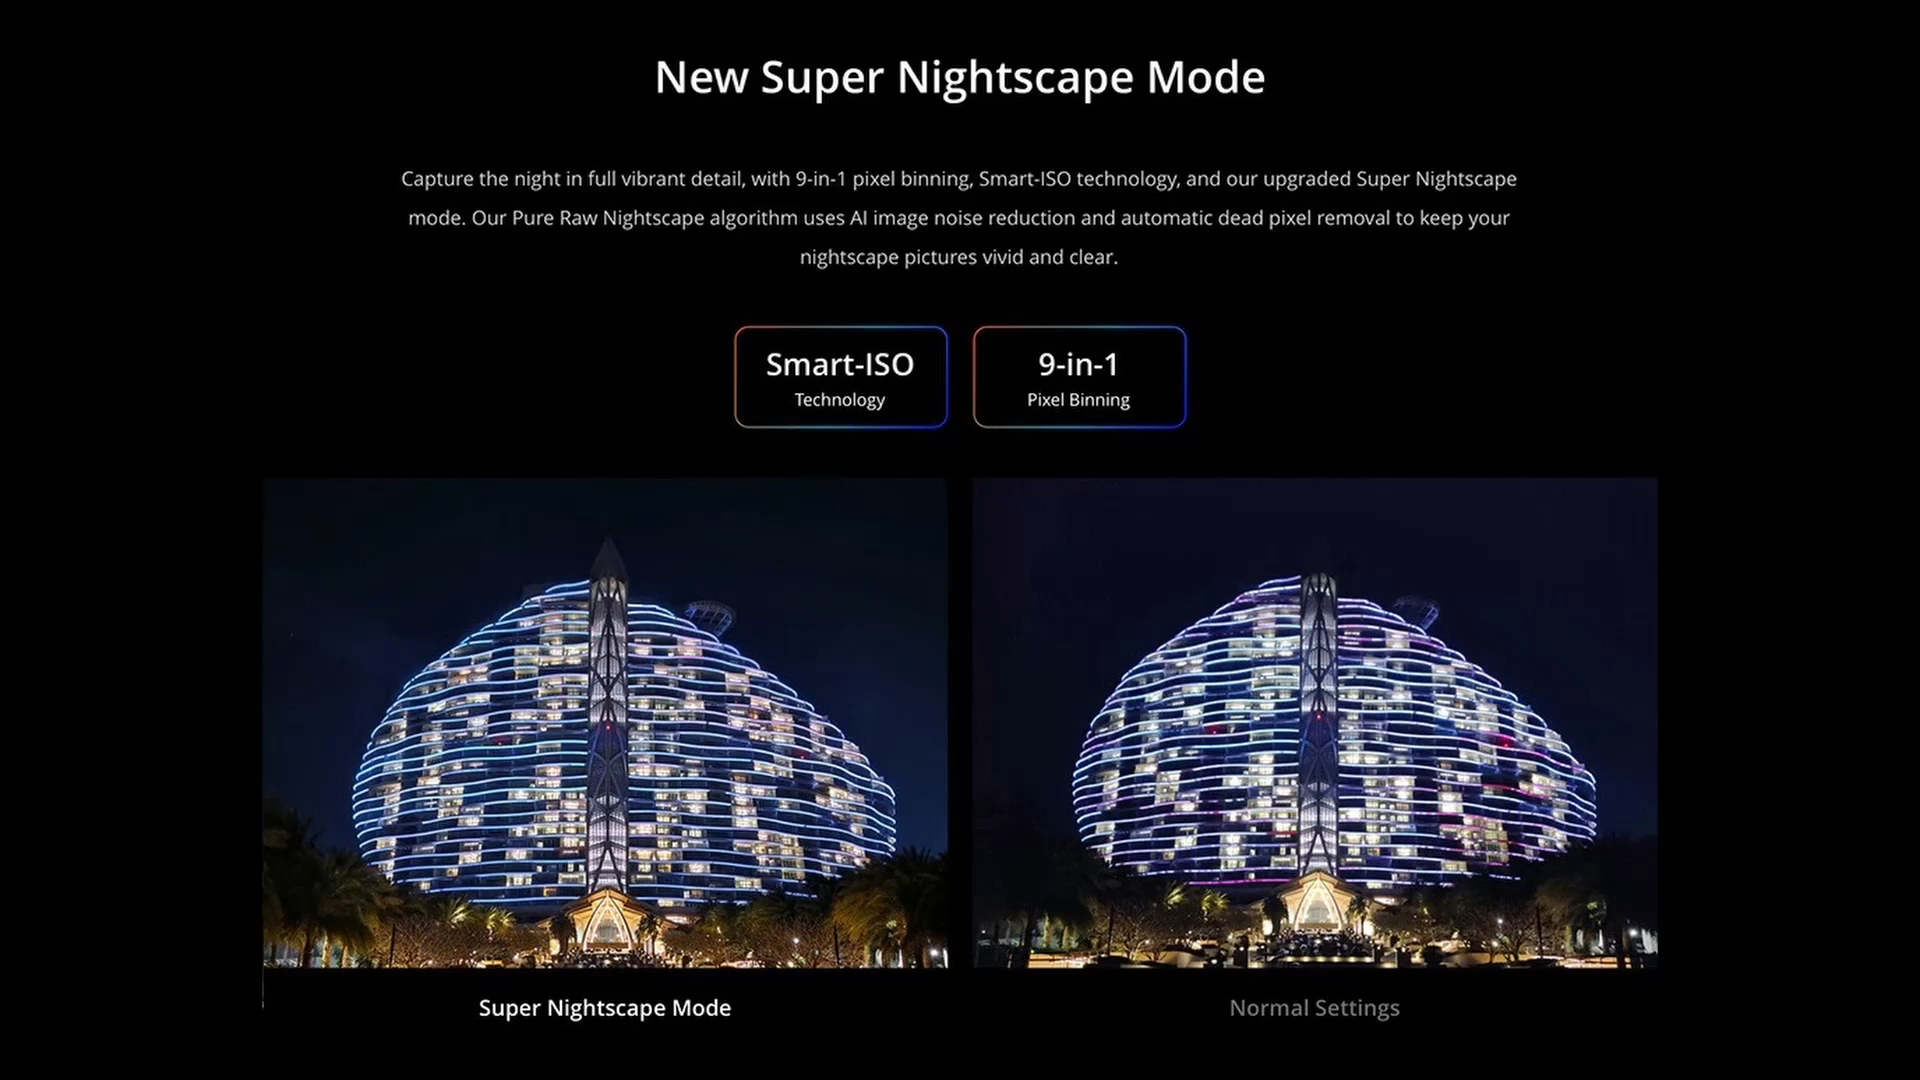 New Super Nightscape Mode
Capture the night in full vibrant detail, with 9-in-1 pixel binning, Smart-ISO technology, and our upgraded Super Nightscape
mode. Our Pure Raw Nightscape algorithm uses AI image noise reduction and automatic dead pixel removal to keep your
nightscape pictures vivid and clear.
Smart-ISO
Technology
9-in-1
Pixel Binning
Super Nightscape Mode
Normal Settings